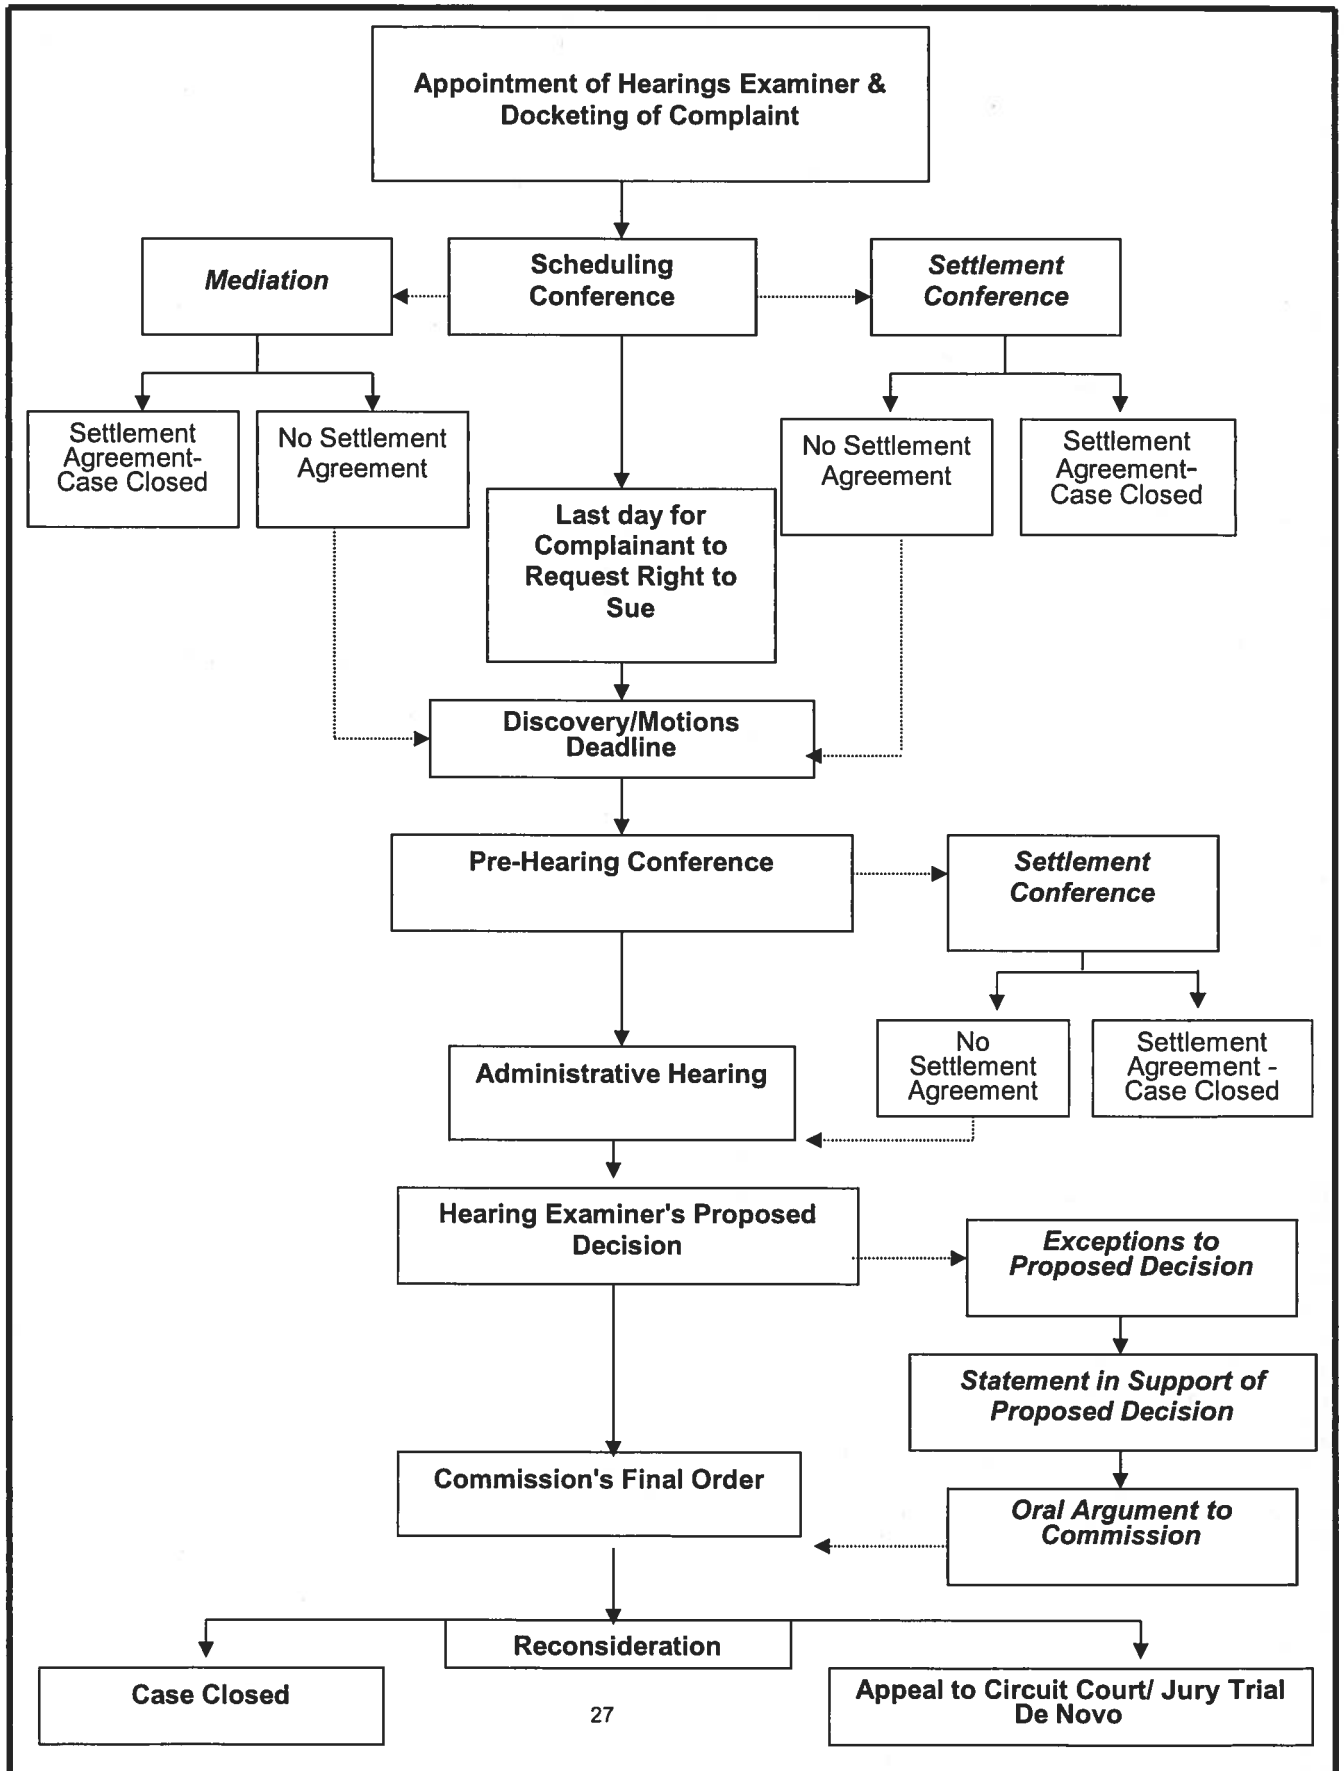 Appointment of Hearings Examiner &
Docketing of Complaint
Mediation
Scheduling
Conference
Settlement
Conference
Settlement
Agreement-
Case Closed
No Settlement
Agreement
No Settlement
Agreement
Settlement
Agreement-
Case Closed
Last day for
Complainant to
Request Right to
Sue
Discovery/Motions
Deadline
Pre-Hearing Conference
Settlement
Conference
No
Settlement
Agreement
Settlement
Agreement -
Case Closed
Administrative Hearing
Hearing Examiner's Proposed
Decision
Exceptions to
Proposed Decision
Statement in Support of
Proposed Decision
Commission's Final Order
Oral Argument to
Commission
Reconsideration
Case Closed
Appeal to Circuit Court/ Jury Trial
De Novo
27